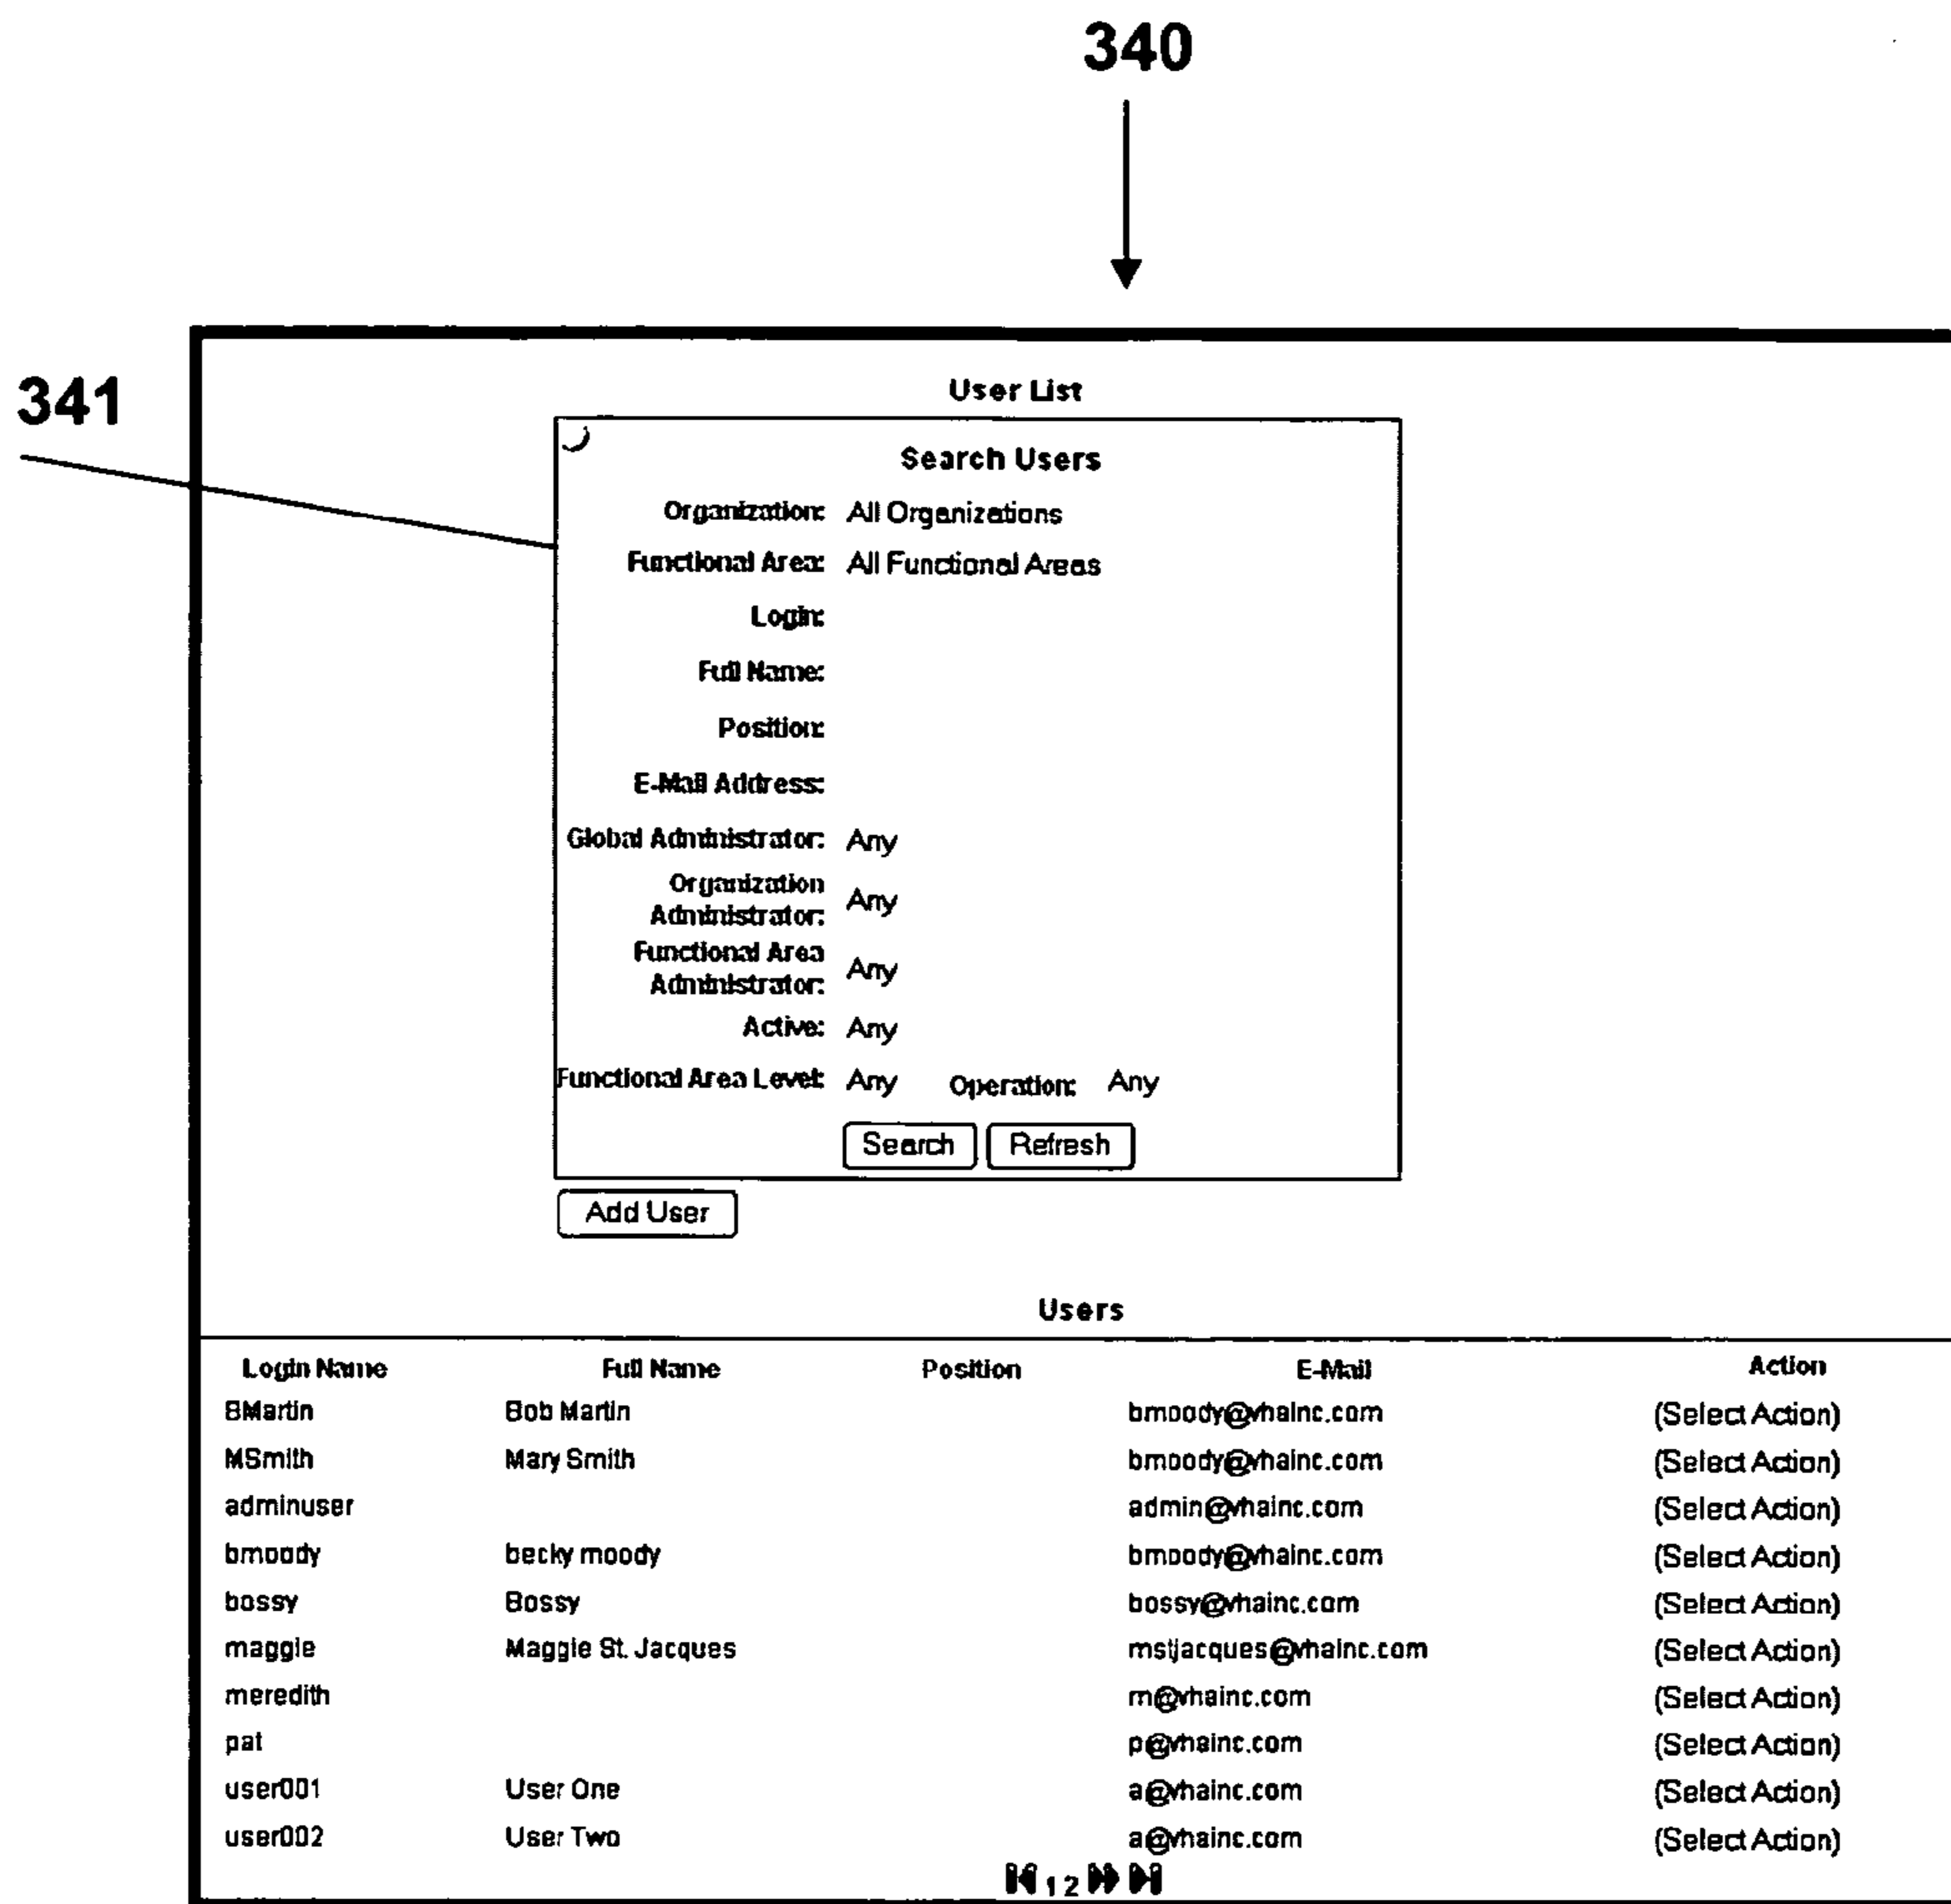 340
341
User List
Search Users
Organization: All Organizations
Functional Area: All Functional Areas
Login:
Full Name:
Position:
E-Mail Address:
Global Administrator: Any
Organization
Administrator: Any
Functional Area
Administrator: Any
Active: Any
Functional Area Level: Any Operation: Any
Search Refresh
Add User
Users
Login Name Full Name Position E-Mail Action
BMartin Bob Martin bmoody@vhainc.com (Select Action)
MSmith Mary Smith bmoody@vhainc.com (Select Action)
adminuser admin@vhainc.com (Select Action)
bmoody becky moody bmoody@vhainc.com (Select Action)
bossy Bossy bossy@vhainc.com (Select Action)
maggie Maggie St. Jacques mstjacques@vhainc.com (Select Action)
meredith m@vhainc.com (Select Action)
pat p@vhainc.com (Select Action)
user001 User One a@vhainc.com (Select Action)
user002 User Two a@vhainc.com (Select Action)
1 2